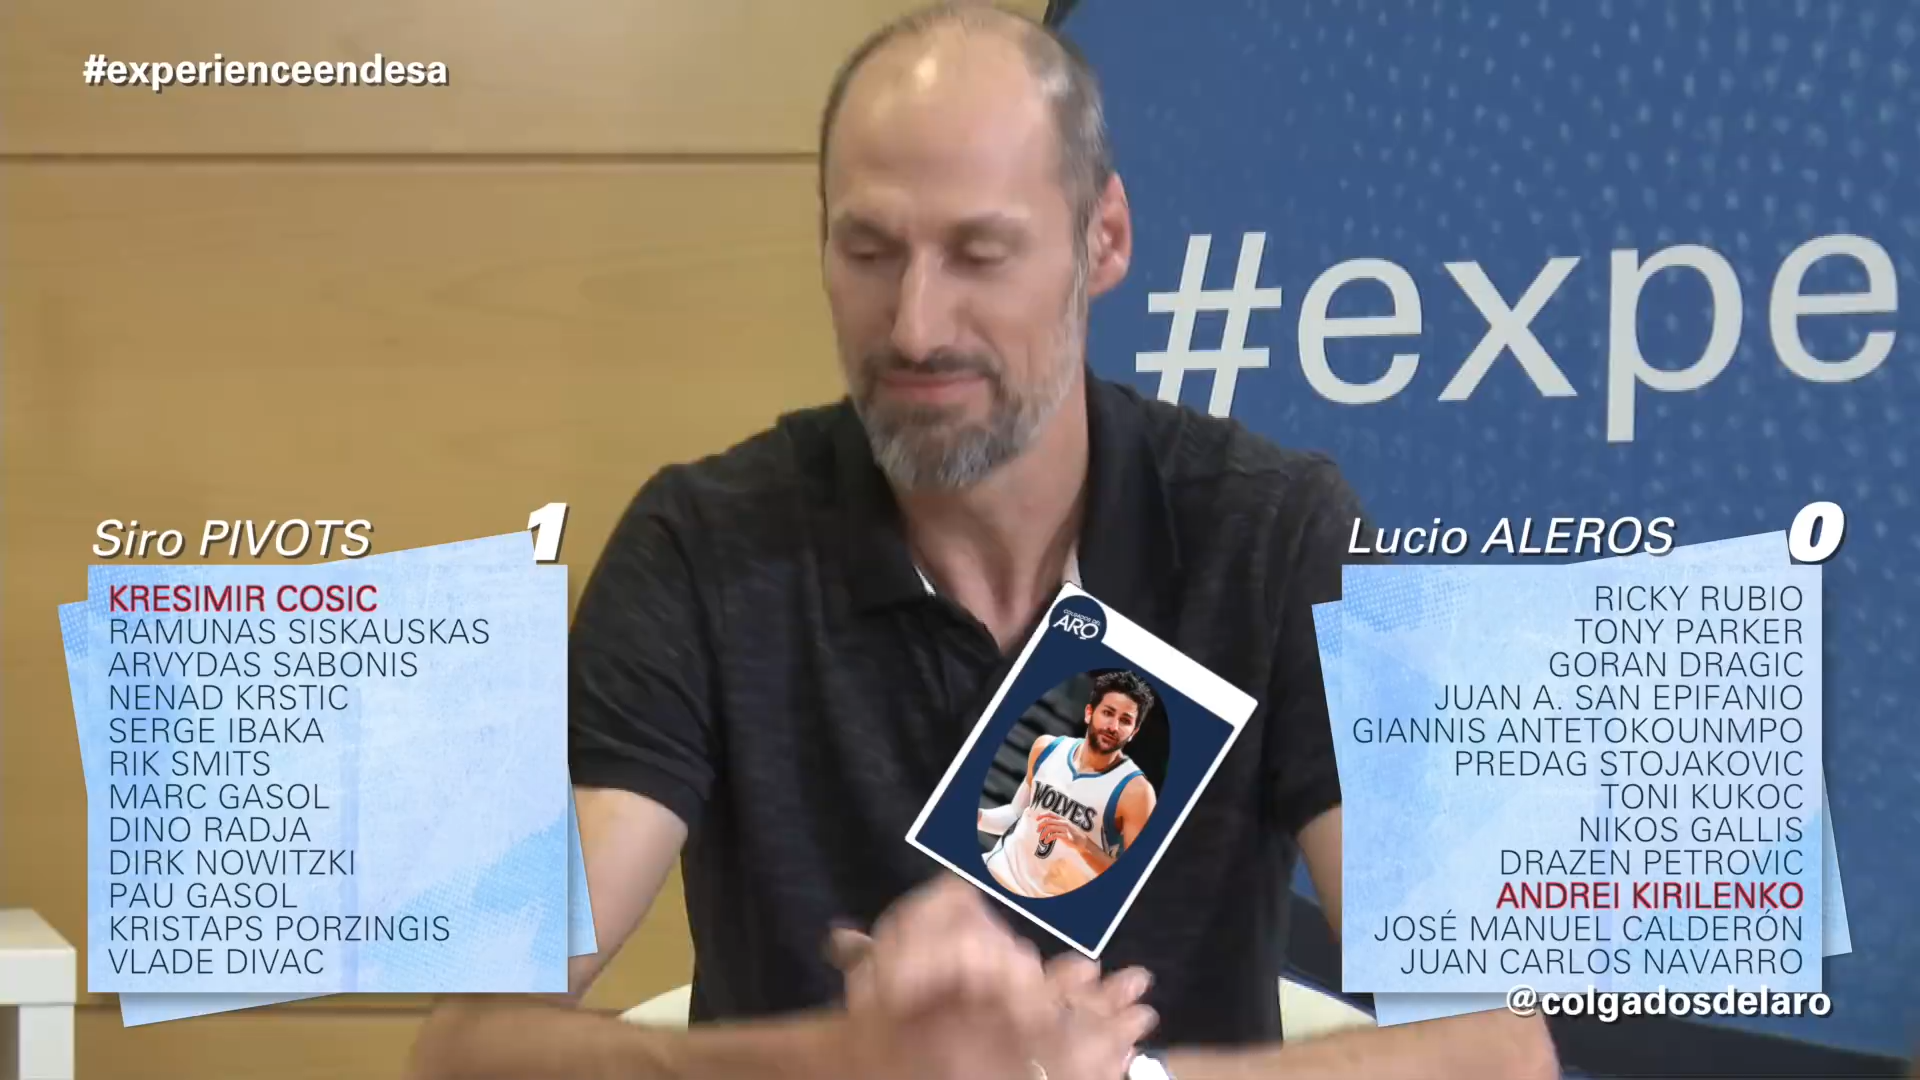 #experienceendesa
#expe
Siro PIVOTS 1
KRESIMIR COSIC
RAMUNAS SISKAUSKAS
ARVYDAS SABONIS
NENAD KRSTIC
SERGE IBAKA
RIK SMITS
MARC GASOL
DINO RADJA
DIRK NOWITZKI
PAU GASOL
KRISTAPS PORZINGIS
VLADE DIVAC
COLGADOS DEL
ARO
WOLVES
9
Lucio ALEROS 0
RICKY RUBIO
TONY PARKER
GORAN DRAGIC
JUAN A. SAN EPIFANIO
GIANNIS ANTETOKOUNMPO
PREDAG STOJAKOVIC
TONI KUKOC
NIKOS GALLIS
DRAZEN PETROVIC
ANDREI KIRILENKO
JOSÉ MANUEL CALDERÓN
JUAN CARLOS NAVARRO
@colgadosdelaro